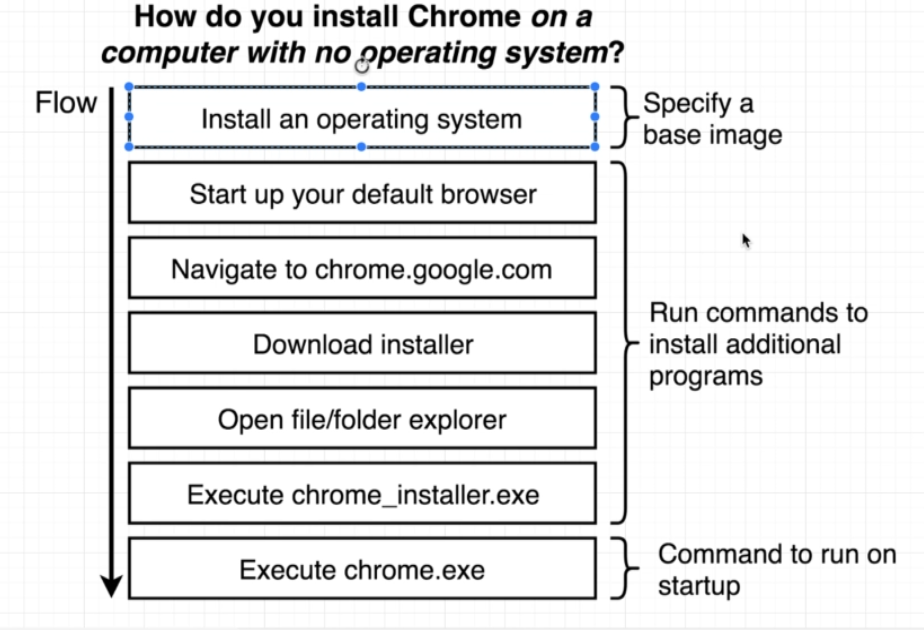 How do you install Chrome on a
computer with no operating system?
Flow
Install an operating system
Specify a
base image
Start up your default browser
Navigate to chrome.google.com
Download installer
Open file/folder explorer
Execute chrome_installer.exe
Run commands to
install additional
programs
Execute chrome.exe
Command to run on
startup